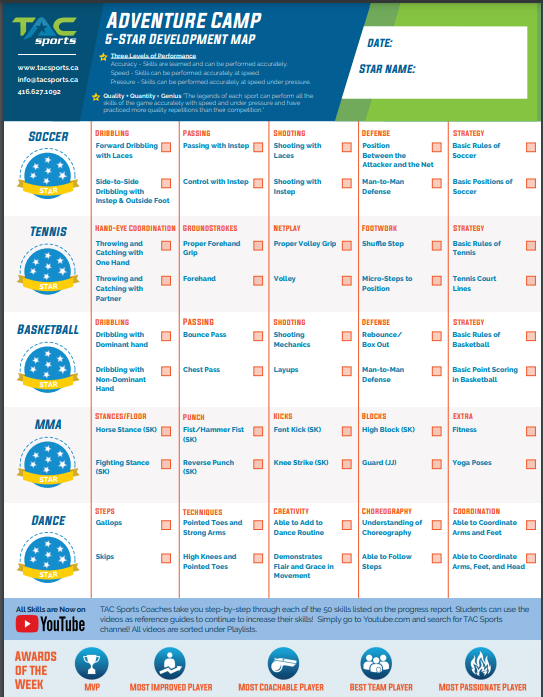 TAC
sports
www.tacsports.ca
info@tacsports.ca
416.627.1092
ADVENTURE CAMP
5-STAR DEVELOPMENT MAP
Three Levels of Performance
Accuracy - Skills are learned and can be performed accurately.
Speed - Skills can be performed accurately at speed.
Pressure - Skills can be performed accurately at speed under pressure.
Quality • Quantity • Genius "The legends of each sport can perform all the
skills of the game accurately with speed and under pressure and have
practiced more quality repetitions than their competition."
DATE:
STAR NAME:
SOCCER
STAR
DRIBBLING
Forward Dribbling
with Laces
Side-to-Side
Dribbling with
Instep & Outside Foot
PASSING
Passing with Instep
Control with Instep
SHOOTING
Shooting with
Laces
Shooting with
Instep
DEFENSE
Position
Between the
Attacker and the Net
Man-to-Man
Defense
STRATEGY
Basic Rules of
Soccer
Basic Positions of
Soccer
TENNIS
STAR
HAND-EYE COORDINATION
Throwing and
Catching with
One Hand
Throwing and
Catching with
Partner
GROUNDSTROKES
Proper Forehand
Grip
Forehand
NETPLAY
Proper Volley Grip
Volley
FOOTWORK
Shuffle Step
Micro-Steps to
Position
STRATEGY
Basic Rules of
Tennis
Tennis Court
Lines
BASKETBALL
STAR
DRIBBLING
Dribbling with
Dominant hand
Dribbling with
Non-Dominant
Hand
PASSING
Bounce Pass
Chest Pass
SHOOTING
Shooting
Mechanics
Layups
DEFENSE
Rebounce/
Box Out
Man-to-Man
Defense
STRATEGY
Basic Rules of
Basketball
Basic Point Scoring
in Basketball
MMA
STAR
STANCES/FLOOR
Horse Stance (SK)
Fighting Stance
(SK)
PUNCH
Fist/Hammer Fist
(SK)
Reverse Punch
(SK)
KICKS
Font Kick (SK)
Knee Strike (SK)
BLOCKS
High Block (SK)
Guard (JJ)
EXTRA
Fitness
Yoga Poses
DANCE
STAR
STEPS
Gallops
Skips
TECHNIQUES
Pointed Toes and
Strong Arms
High Knees and
Pointed Toes
CREATIVITY
Able to Add to
Dance Routine
Demonstrates
Flair and Grace in
Movement
CHOREOGRAPHY
Understanding of
Choreography
Able to Follow
Steps
COORDINATION
Able to Coordinate
Arms and Feet
Able to Coordinate
Arms, Feet, and Head
All Skills are Now on
YouTube
TAC Sports Coaches take you step-by-step through each of the 50 skills listed on the progress report. Students can use the
videos as reference guides to continue to increase their skills! Simply go to Youtube.com and search for TAC Sports
channel! All videos are sorted under Playlists.
AWARDS
OF THE
WEEK
MVP
MOST IMPROVED PLAYER
MOST COACHABLE PLAYER
BEST TEAM PLAYER
MOST PASSIONATE PLAYER